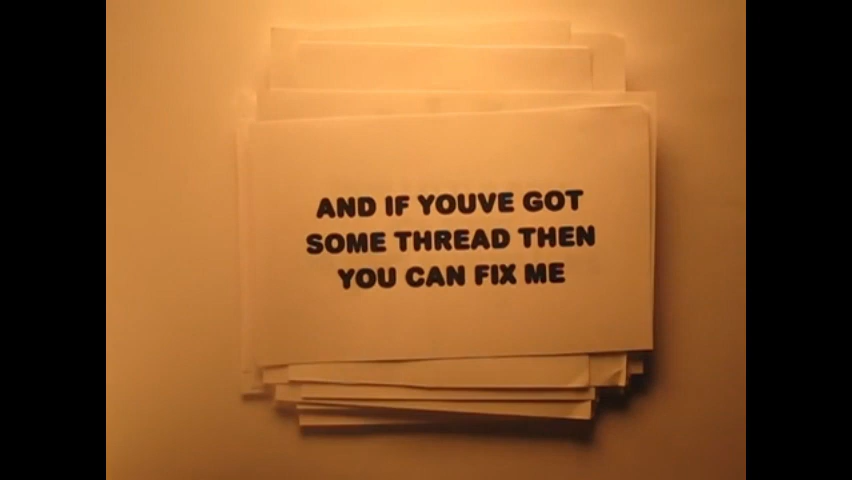 AND IF YOUVE GOT
SOME THREAD THEN
YOU CAN FIX ME